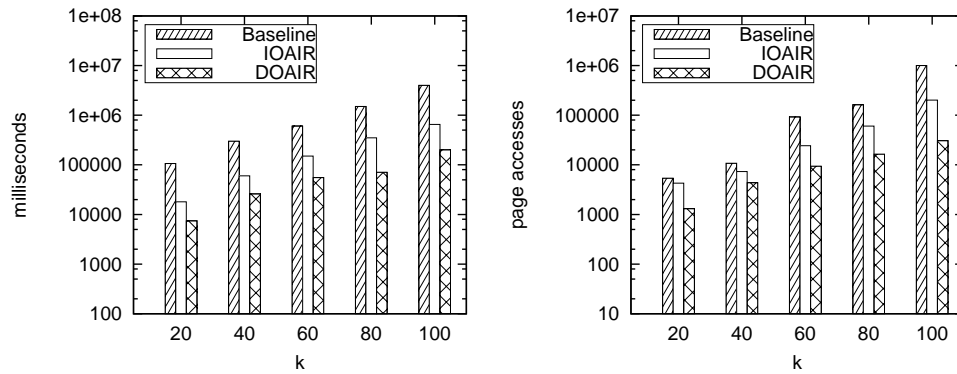 1e+08
1e+07
1e+06
100000
10000
1000
100
milliseconds
Baseline
IOAIR
DOAIR
20 40 60 80 100
k
1e+07
1e+06
100000
10000
1000
100
10
page accesses
Baseline
IOAIR
DOAIR
20 40 60 80 100
k